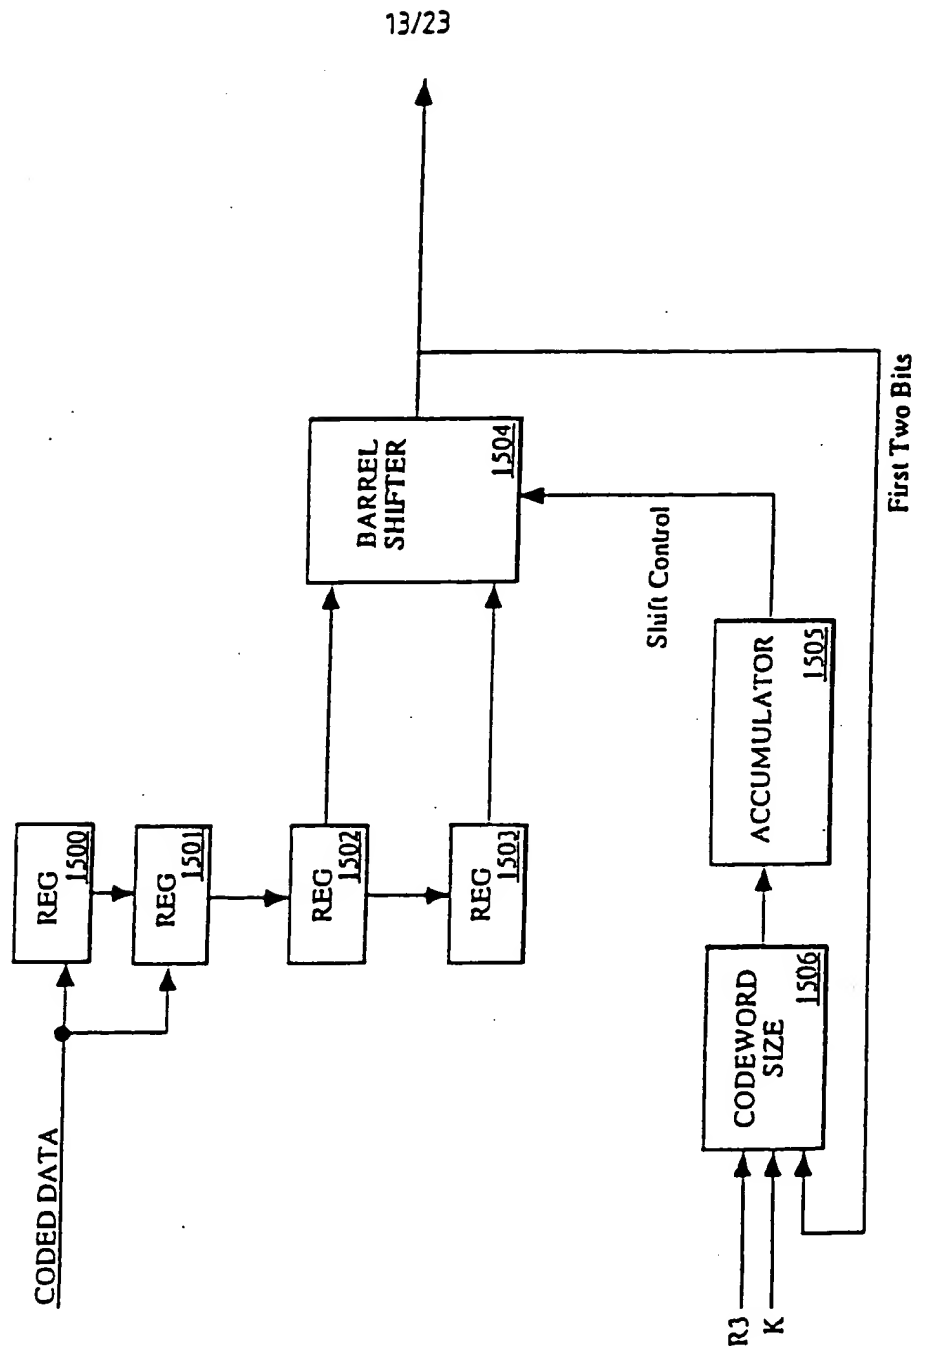 13/23
CODED DATA
REG
1500
REG
1501
REG
1502
REG
1503
BARREL
SHIFTER
1504
Shift Control
R3
K
CODEWORD
SIZE
1506
ACCUMULATOR
1505
First Two Bits